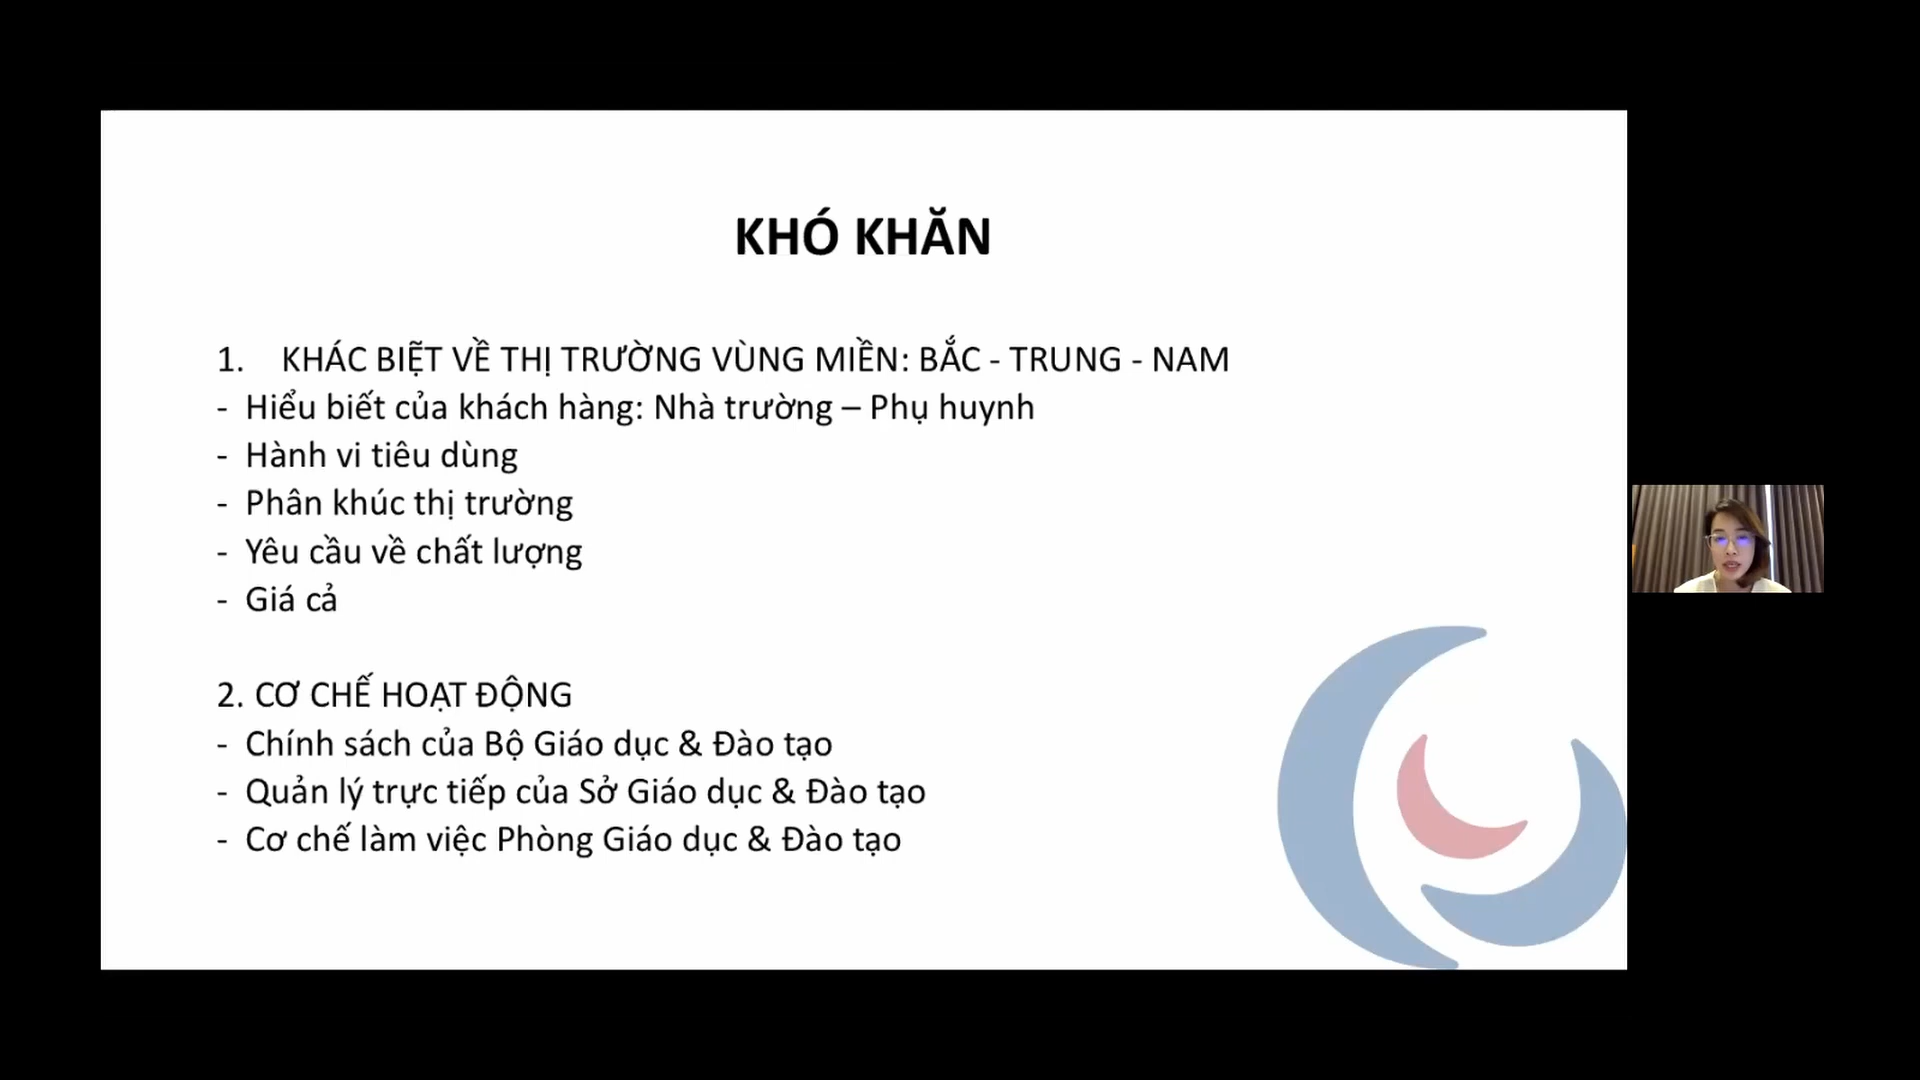 KHÓ KHĂN
1. KHÁC BIỆT VỀ THỊ TRƯỜNG VÙNG MIỀN: BẮC - TRUNG - NAM
- Hiểu biết của khách hàng: Nhà trường – Phụ huynh
- Hành vi tiêu dùng
- Phân khúc thị trường
- Yêu cầu về chất lượng
- Giá cả
2. CƠ CHẾ HOẠT ĐỘNG
- Chính sách của Bộ Giáo dục & Đào tạo
- Quản lý trực tiếp của Sở Giáo dục & Đào tạo
- Cơ chế làm việc Phòng Giáo dục & Đào tạo